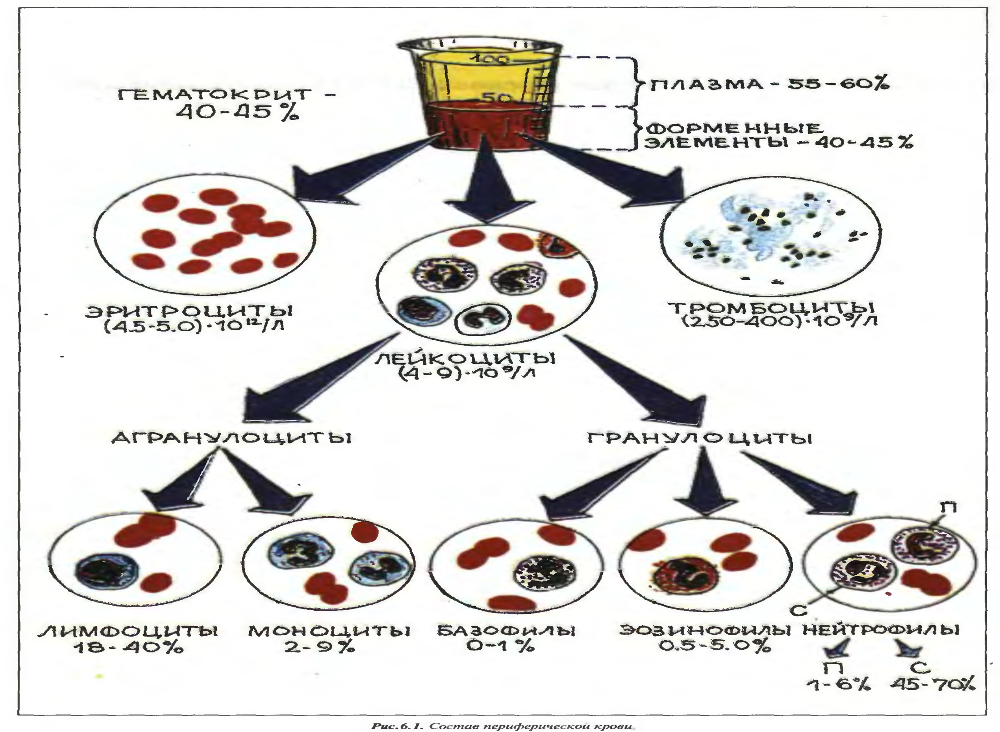 100
50
ПЛАЗМА - 55-60%
ГЕМАТОКРИТ -
40-45%
ФОРМЕННЫЕ
ЭЛЕМЕНТЫ - 40-45%
ЭРИТРОЦИТЫ
(4.5-5.0)·10¹²/Л
ТРОМБОЦИТЫ
(250-400)·10⁹/Л
ЛЕЙКОЦИТЫ
(4-9)·10⁹/Л
АГРАНУЛОЦИТЫ
ГРАНУЛОЦИТЫ
П
С
ЛИМФОЦИТЫ
18-40%
МОНОЦИТЫ
2-9%
БАЗОФИЛЫ
0-1%
ЭОЗИНОФИЛЫ
0.5-5.0%
НЕЙТРОФИЛЫ
П
1-6%
С
45-70%
Рис.6.1. Состав периферической крови